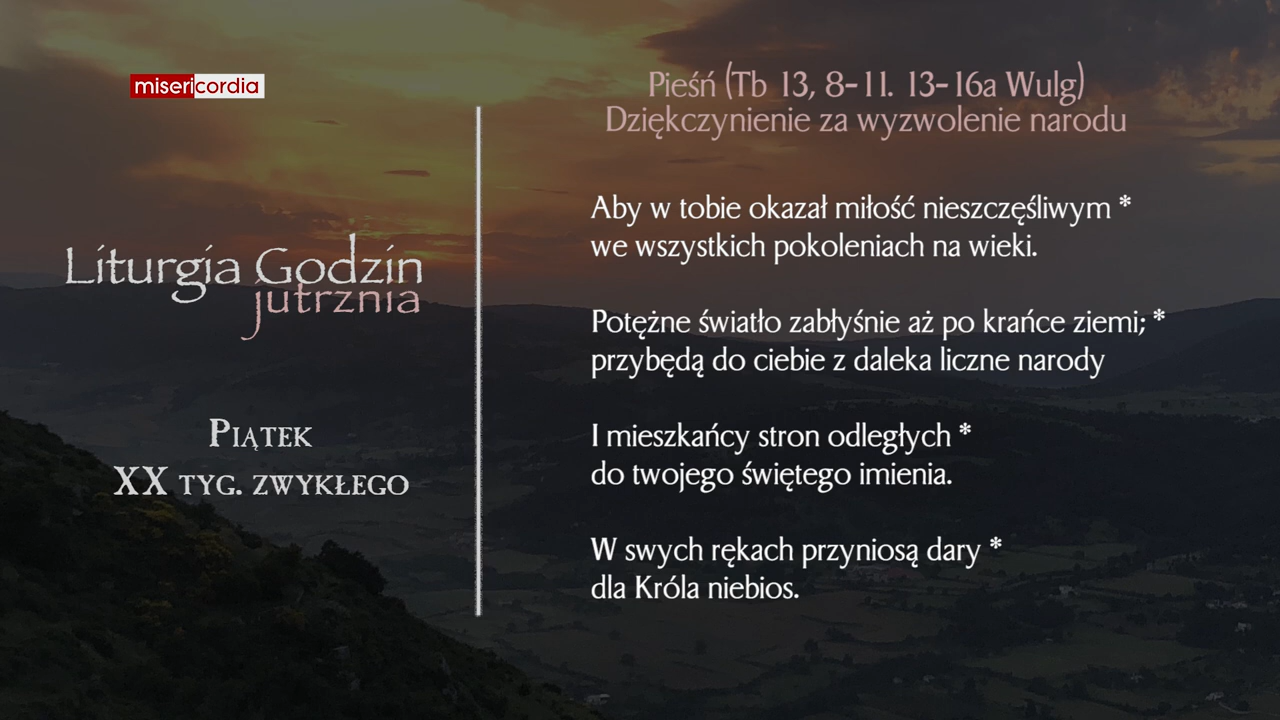 misericordia
Liturgia Godzin
jutrznia
Piątek
XX tyg. zwykłego
Pieśń (Tb 13, 8-11. 13-16a Wulg)
Dziękczynienie za wyzwolenie narodu
Aby w tobie okazał miłość nieszczęśliwym *
we wszystkich pokoleniach na wieki.
Potężne światło zabłyśnie aż po krańce ziemi; *
przybędą do ciebie z daleka liczne narody
I mieszkańcy stron odległych *
do twojego świętego imienia.
W swych rękach przyniosą dary *
dla Króla niebios.